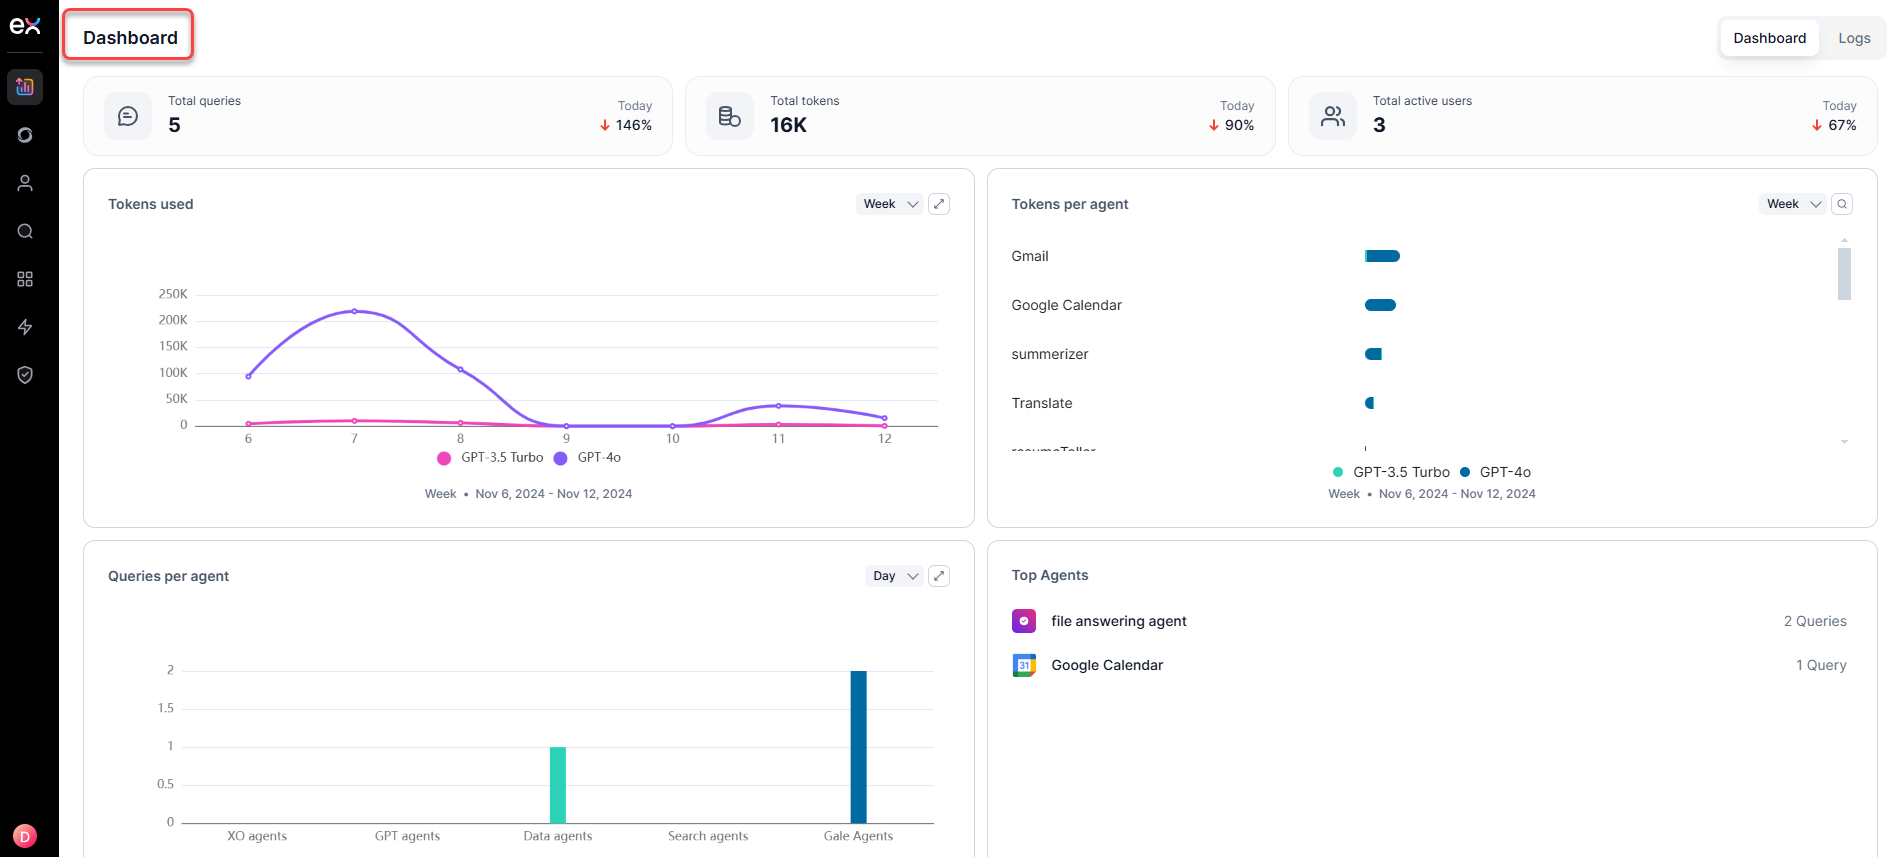 ex
Dashboard
Dashboard
Logs
Total queries
5
Today
146%
Total tokens
16K
Today
90%
Total active users
3
Today
67%
Tokens used
Week
250K
200K
150K
100K
50K
0
6 7 8 9 10 11 12
GPT-3.5 Turbo GPT-4o
Week • Nov 6, 2024 - Nov 12, 2024
Tokens per agent
Week
Gmail
Google Calendar
summerizer
Translate
GPT-3.5 Turbo GPT-4o
Week • Nov 6, 2024 - Nov 12, 2024
Queries per agent
Day
2
1.5
1
0.5
0
XO agents GPT agents Data agents Search agents Gale Agents
Top Agents
file answering agent 2 Queries
31
Google Calendar 1 Query
D